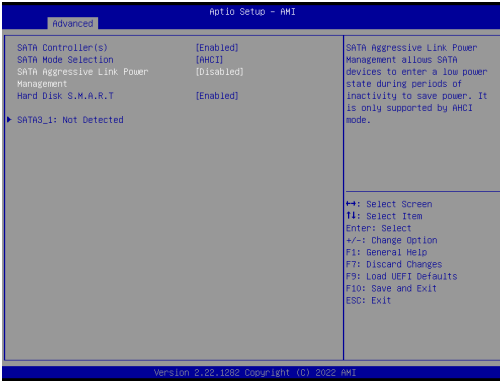 Aptio Setup - AMI
Advanced
SATA Controller(s) [Enabled]
SATA Mode Selection [AHCI]
SATA Aggressive Link Power [Disabled]
Management
Hard Disk S.M.A.R.T [Enabled]
SATA3_1: Not Detected
SATA Aggressive Link Power
Management allows SATA
devices to enter a low power
state during periods of
inactivity to save power. It
is only supported by AHCI
mode.
↔: Select Screen
↑↓: Select Item
Enter: Select
+/-: Change Option
F1: General Help
F7: Discard Changes
F9: Load UEFI Defaults
F10: Save and Exit
ESC: Exit
Version 2.22.1282 Copyright (C) 2022 AMI